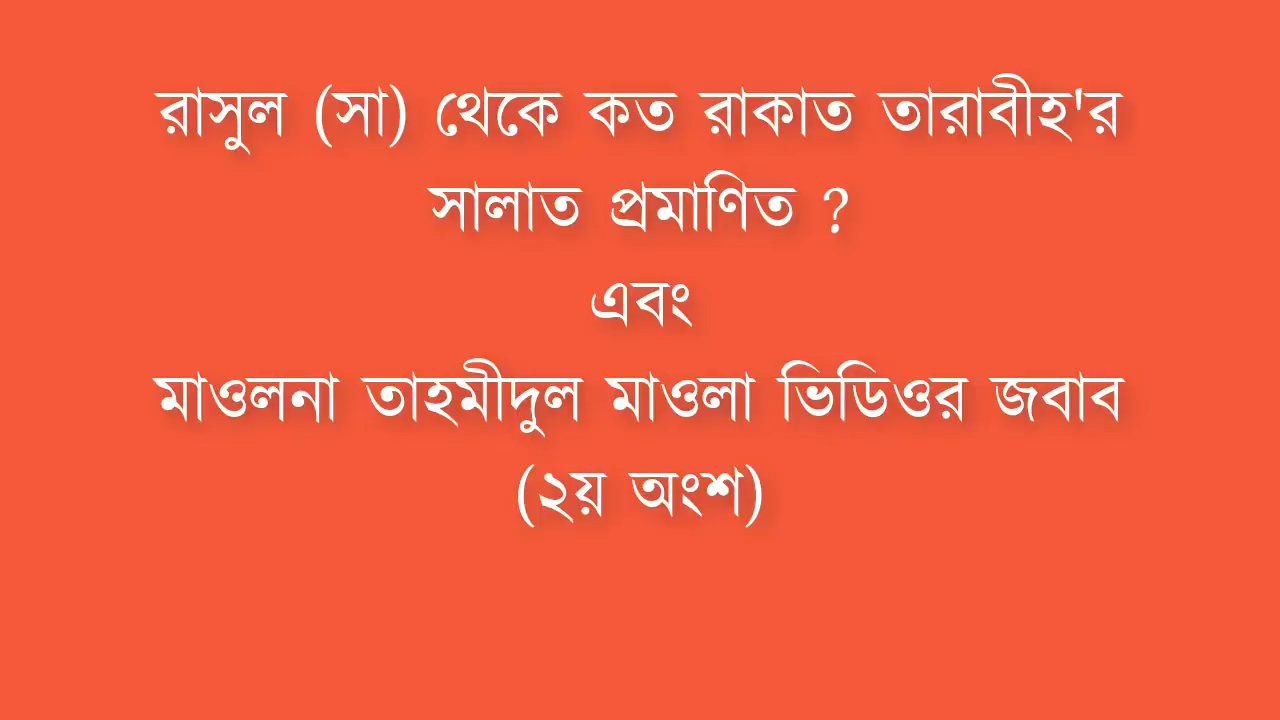 রাসুল (সা) থেকে কত রাকাত তারাবীহ'র
সালাত প্রমাণিত ?
এবং
মাওলনা তাহমীদুল মাওলা ভিডিওর জবাব
(২য় অংশ)